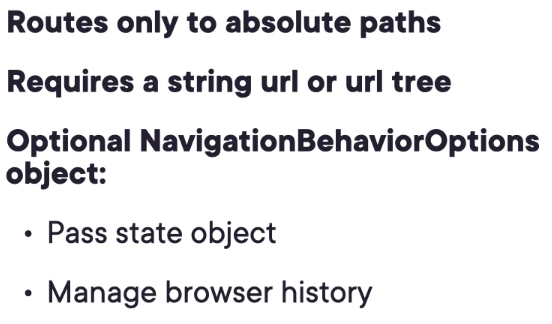 Routes only to absolute paths
Requires a string url or url tree
Optional NavigationBehaviorOptions
object:
• Pass state object
• Manage browser history